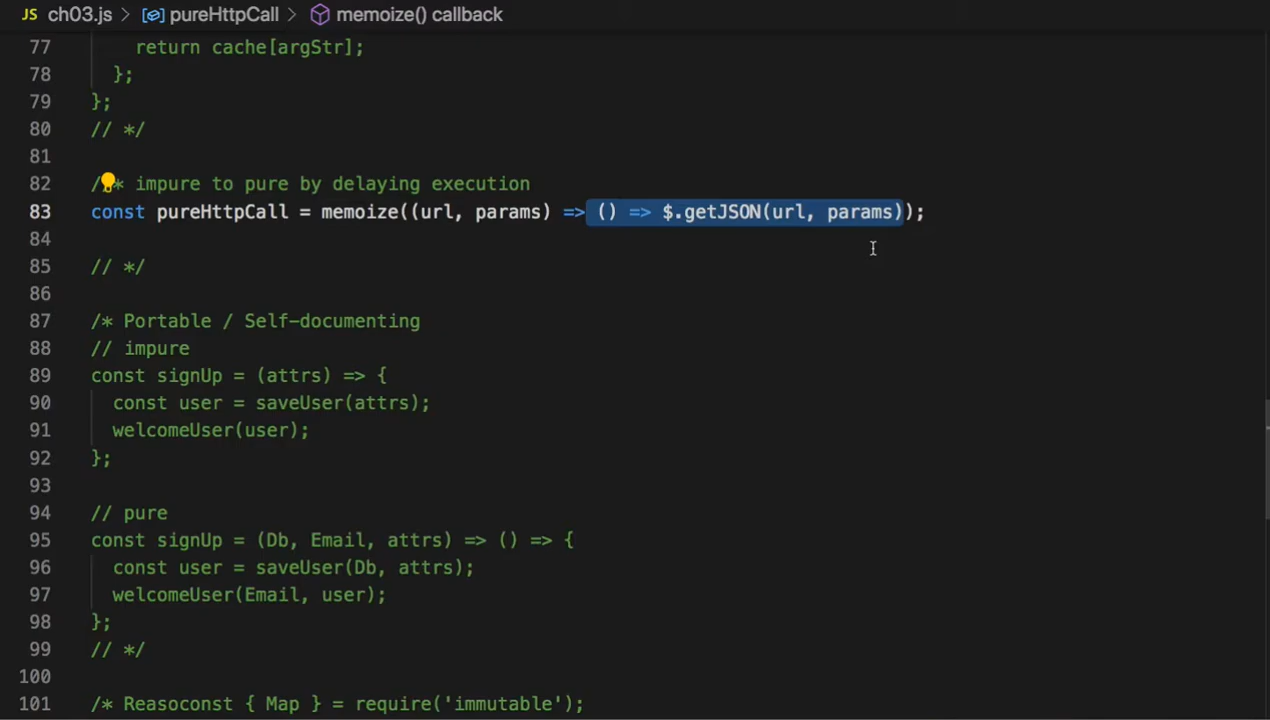 JS ch03.js > pureHttpCall > memoize() callback
77 return cache[argStr];
78 };
79 };
80 // */
81
82 /** impure to pure by delaying execution
83 const pureHttpCall = memoize((url, params) => () => $.getJSON(url, params));
84
85 // */
86
87 /* Portable / Self-documenting
88 // impure
89 const signUp = (attrs) => {
90 const user = saveUser(attrs);
91 welcomeUser(user);
92 };
93
94 // pure
95 const signUp = (Db, Email, attrs) => () => {
96 const user = saveUser(Db, attrs);
97 welcomeUser(Email, user);
98 };
99 // */
100
101 /* Reasoconst { Map } = require('immutable');